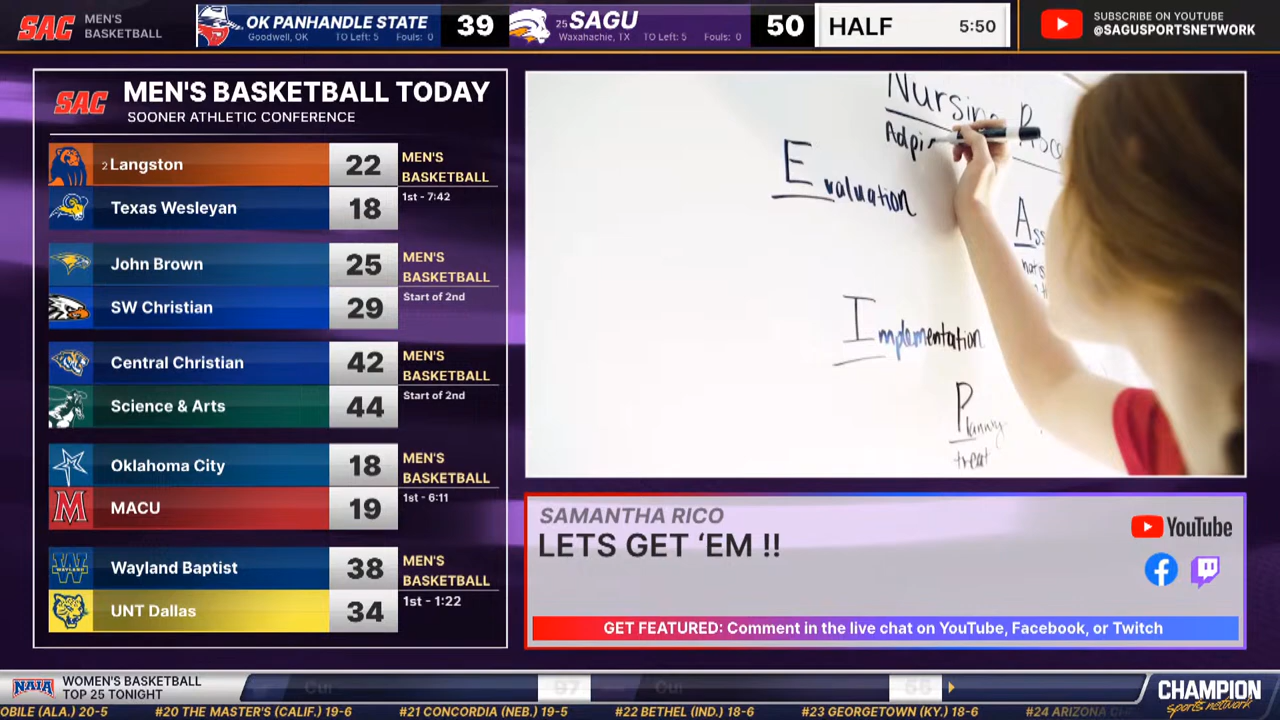 SAC MEN'S BASKETBALL
OK PANHANDLE STATE 39
Goodwell, OK TO Left: 5 Fouls: 0
25 SAGU 50
Waxahachie, TX TO Left: 5 Fouls: 0
HALF 5:50
SUBSCRIBE ON YOUTUBE
@SAGUSPORTSNETWORK
SAC MEN'S BASKETBALL TODAY
SOONER ATHLETIC CONFERENCE
2 Langston 22
Texas Wesleyan 18
MEN'S BASKETBALL
1st - 7:42
John Brown 25
SW Christian 29
MEN'S BASKETBALL
Start of 2nd
Central Christian 42
Science & Arts 44
MEN'S BASKETBALL
Start of 2nd
Oklahoma City 18
MACU 19
MEN'S BASKETBALL
1st - 6:11
Wayland Baptist 38
UNT Dallas 34
MEN'S BASKETBALL
1st - 1:22
Nursing
Evaluation
Implementation
treat
SAMANTHA RICO
LETS GET ‘EM !!
YouTube
GET FEATURED: Comment in the live chat on YouTube, Facebook, or Twitch
NAIA WOMEN'S BASKETBALL
TOP 25 TONIGHT
CHAMPION
Sports network
OBILE (ALA.) 20-5 #20 THE MASTER'S (CALIF.) 19-6 #21 CONCORDIA (NEB.) 19-5 #22 BETHEL (IND.) 18-6 #23 GEORGETOWN (KY.) 18-6 #24 ARIZONA